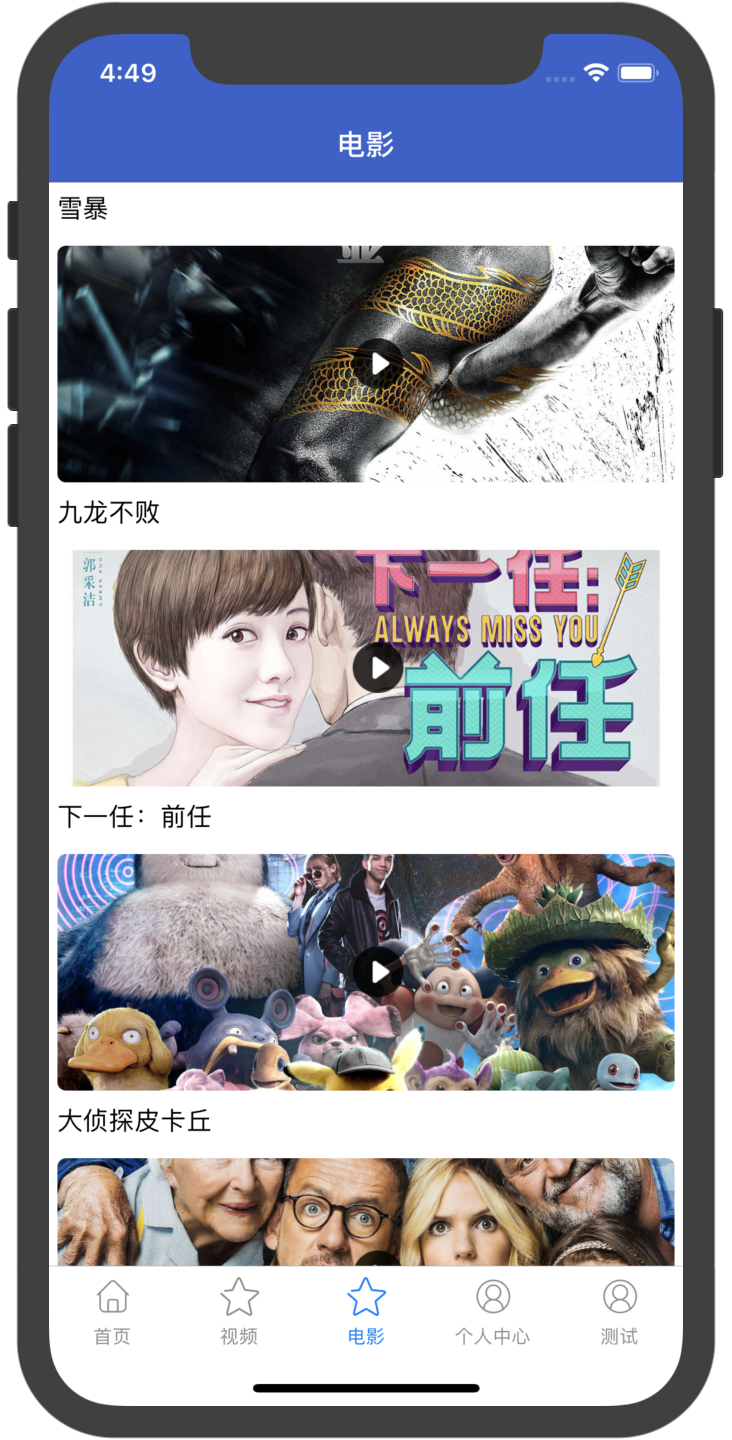 4:49
电影
雪暴
九龙不败
郭采洁
下一任:
ALWAYS MISS YOU
前任
下一任：前任
大侦探皮卡丘
首页
视频
电影
个人中心
测试